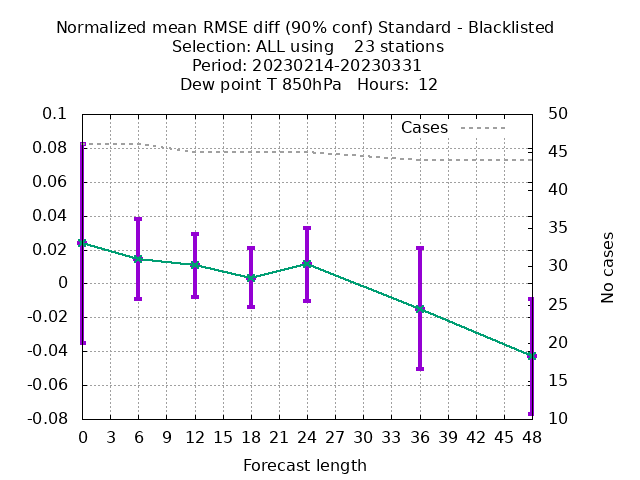 Normalized mean RMSE diff (90% conf) Standard - Blacklisted
Selection: ALL using    23 stations
Period: 20230214-20230331
Dew point T 850hPa   Hours:  12
Cases
0.1
0.08
0.06
0.04
0.02
0
-0.02
-0.04
-0.06
-0.08
50
45
40
35
30
25
20
15
10
No cases
0 3 6 9 12 15 18 21 24 27 30 33 36 39 42 45 48
Forecast length